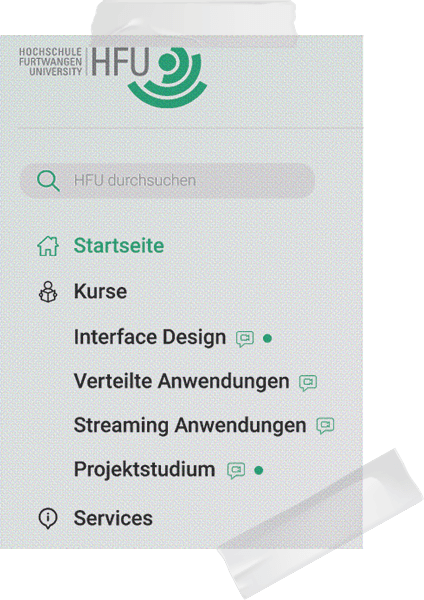 HOCHSCHULE
FURTWANGEN
UNIVERSITY
HFU
HFU durchsuchen
Startseite
Kurse
Interface Design
Verteilte Anwendungen
Streaming Anwendungen
Projektstudium
Services